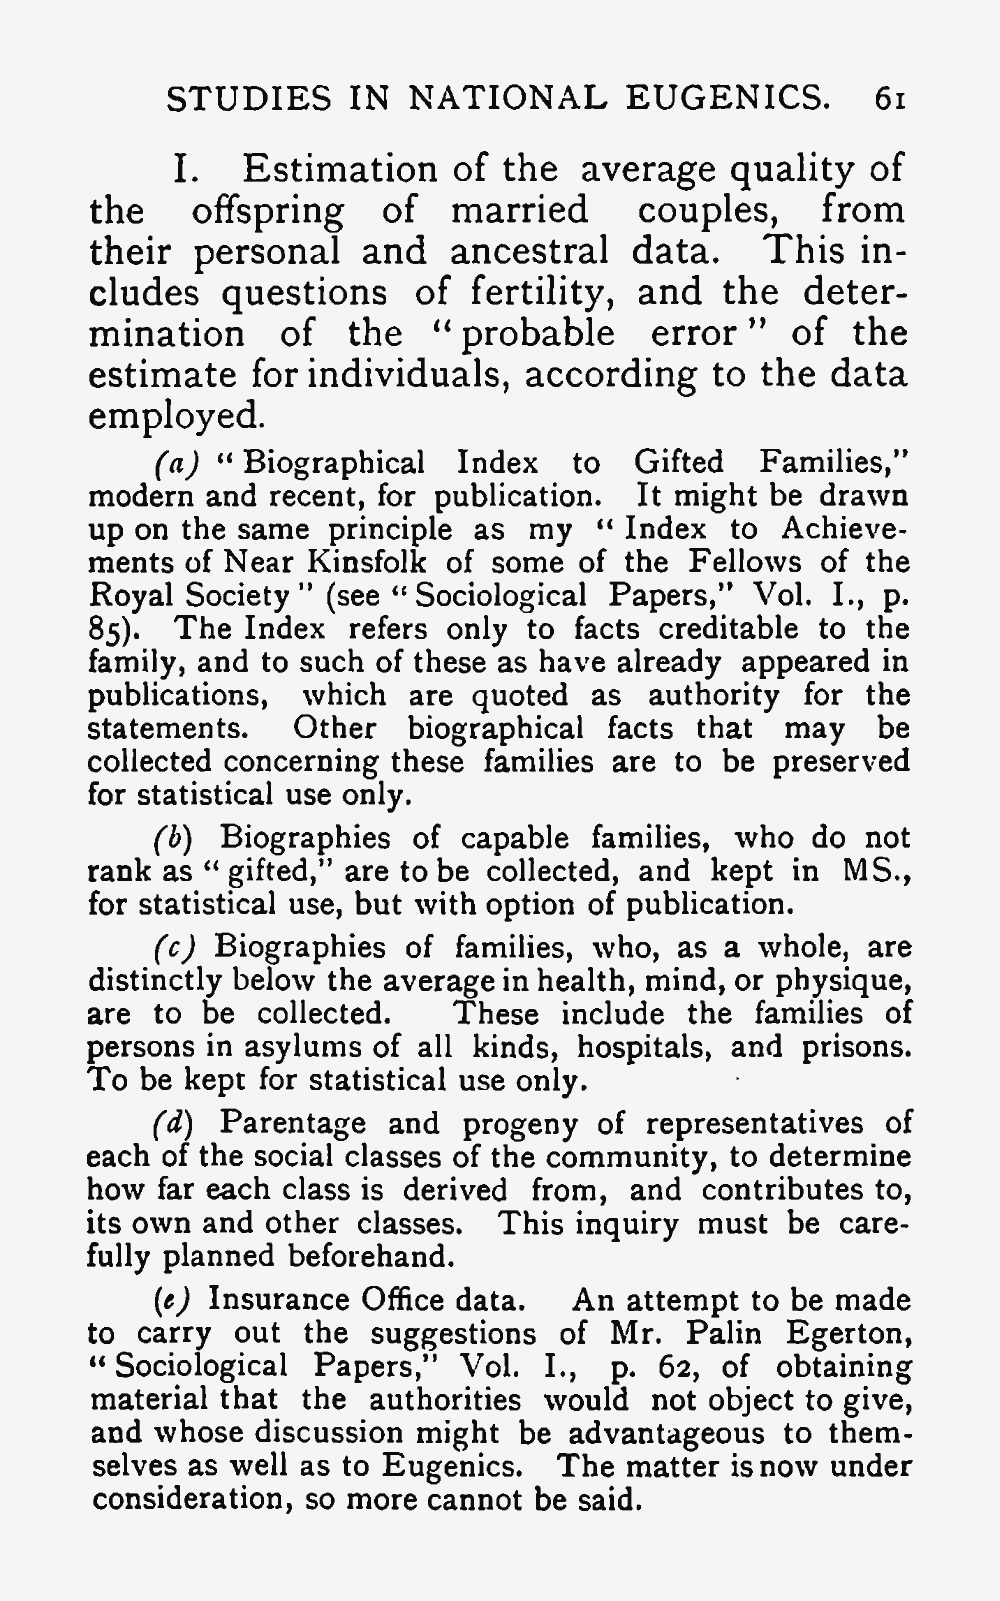 STUDIES IN NATIONAL EUGENICS. 61
I. Estimation of the average quality of
the offspring of married couples, from
their personal and ancestral data. This in-
cludes questions of fertility, and the deter-
mination of the “probable error” of the
estimate for individuals, according to the data
employed.
(a) “Biographical Index to Gifted Families,”
modern and recent, for publication. It might be drawn
up on the same principle as my “Index to Achieve-
ments of Near Kinsfolk of some of the Fellows of the
Royal Society” (see “Sociological Papers,” Vol. I., p.
85). The Index refers only to facts creditable to the
family, and to such of these as have already appeared in
publications, which are quoted as authority for the
statements. Other biographical facts that may be
collected concerning these families are to be preserved
for statistical use only.
(b) Biographies of capable families, who do not
rank as “gifted,” are to be collected, and kept in MS.,
for statistical use, but with option of publication.
(c) Biographies of families, who, as a whole, are
distinctly below the average in health, mind, or physique,
are to be collected. These include the families of
persons in asylums of all kinds, hospitals, and prisons.
To be kept for statistical use only.
(d) Parentage and progeny of representatives of
each of the social classes of the community, to determine
how far each class is derived from, and contributes to,
its own and other classes. This inquiry must be care-
fully planned beforehand.
(e) Insurance Office data. An attempt to be made
to carry out the suggestions of Mr. Palin Egerton,
“Sociological Papers,” Vol. I., p. 62, of obtaining
material that the authorities would not object to give,
and whose discussion might be advantageous to them-
selves as well as to Eugenics. The matter is now under
consideration, so more cannot be said.